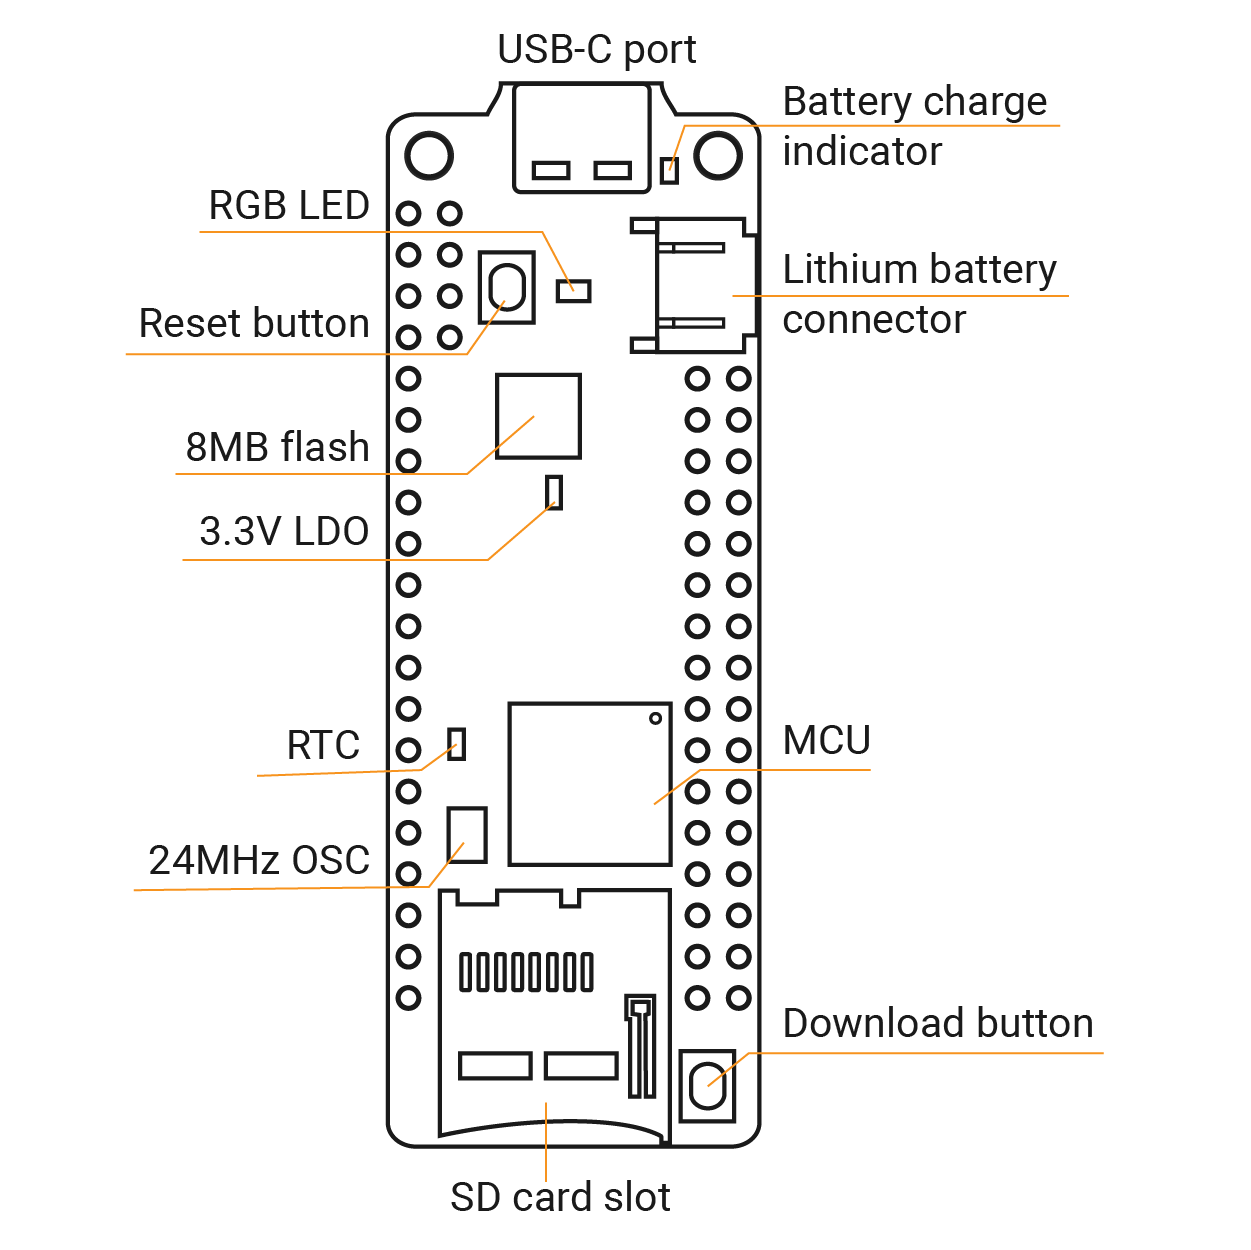 USB-C port
Battery charge
indicator
RGB LED
Lithium battery
connector
Reset button
8MB flash
3.3V LDO
RTC
MCU
24MHz OSC
Download button
SD card slot